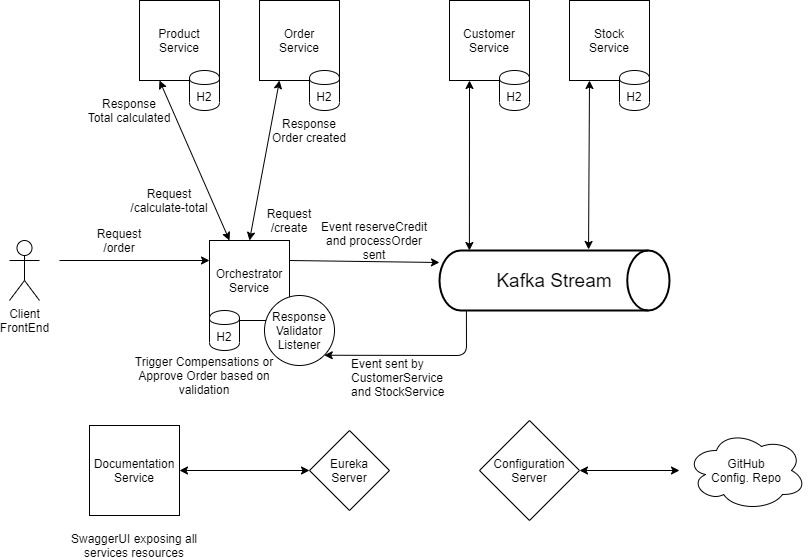 Product
Service
H2
Order
Service
H2
Customer
Service
H2
Stock
Service
H2
Response
Total calculated
Response
Order created
Request
/calculate-total
Request
/create
Request
/order
Event reserveCredit
and processOrder
sent
Client
FrontEnd
Orchestrator
Service
H2
Response
Validator
Listener
Kafka Stream
Trigger Compensations or
Approve Order based on
validation
Event sent by
CustomerService
and StockService
Documentation
Service
Eureka
Server
Configuration
Server
GitHub
Config. Repo
SwaggerUI exposing all
services resources